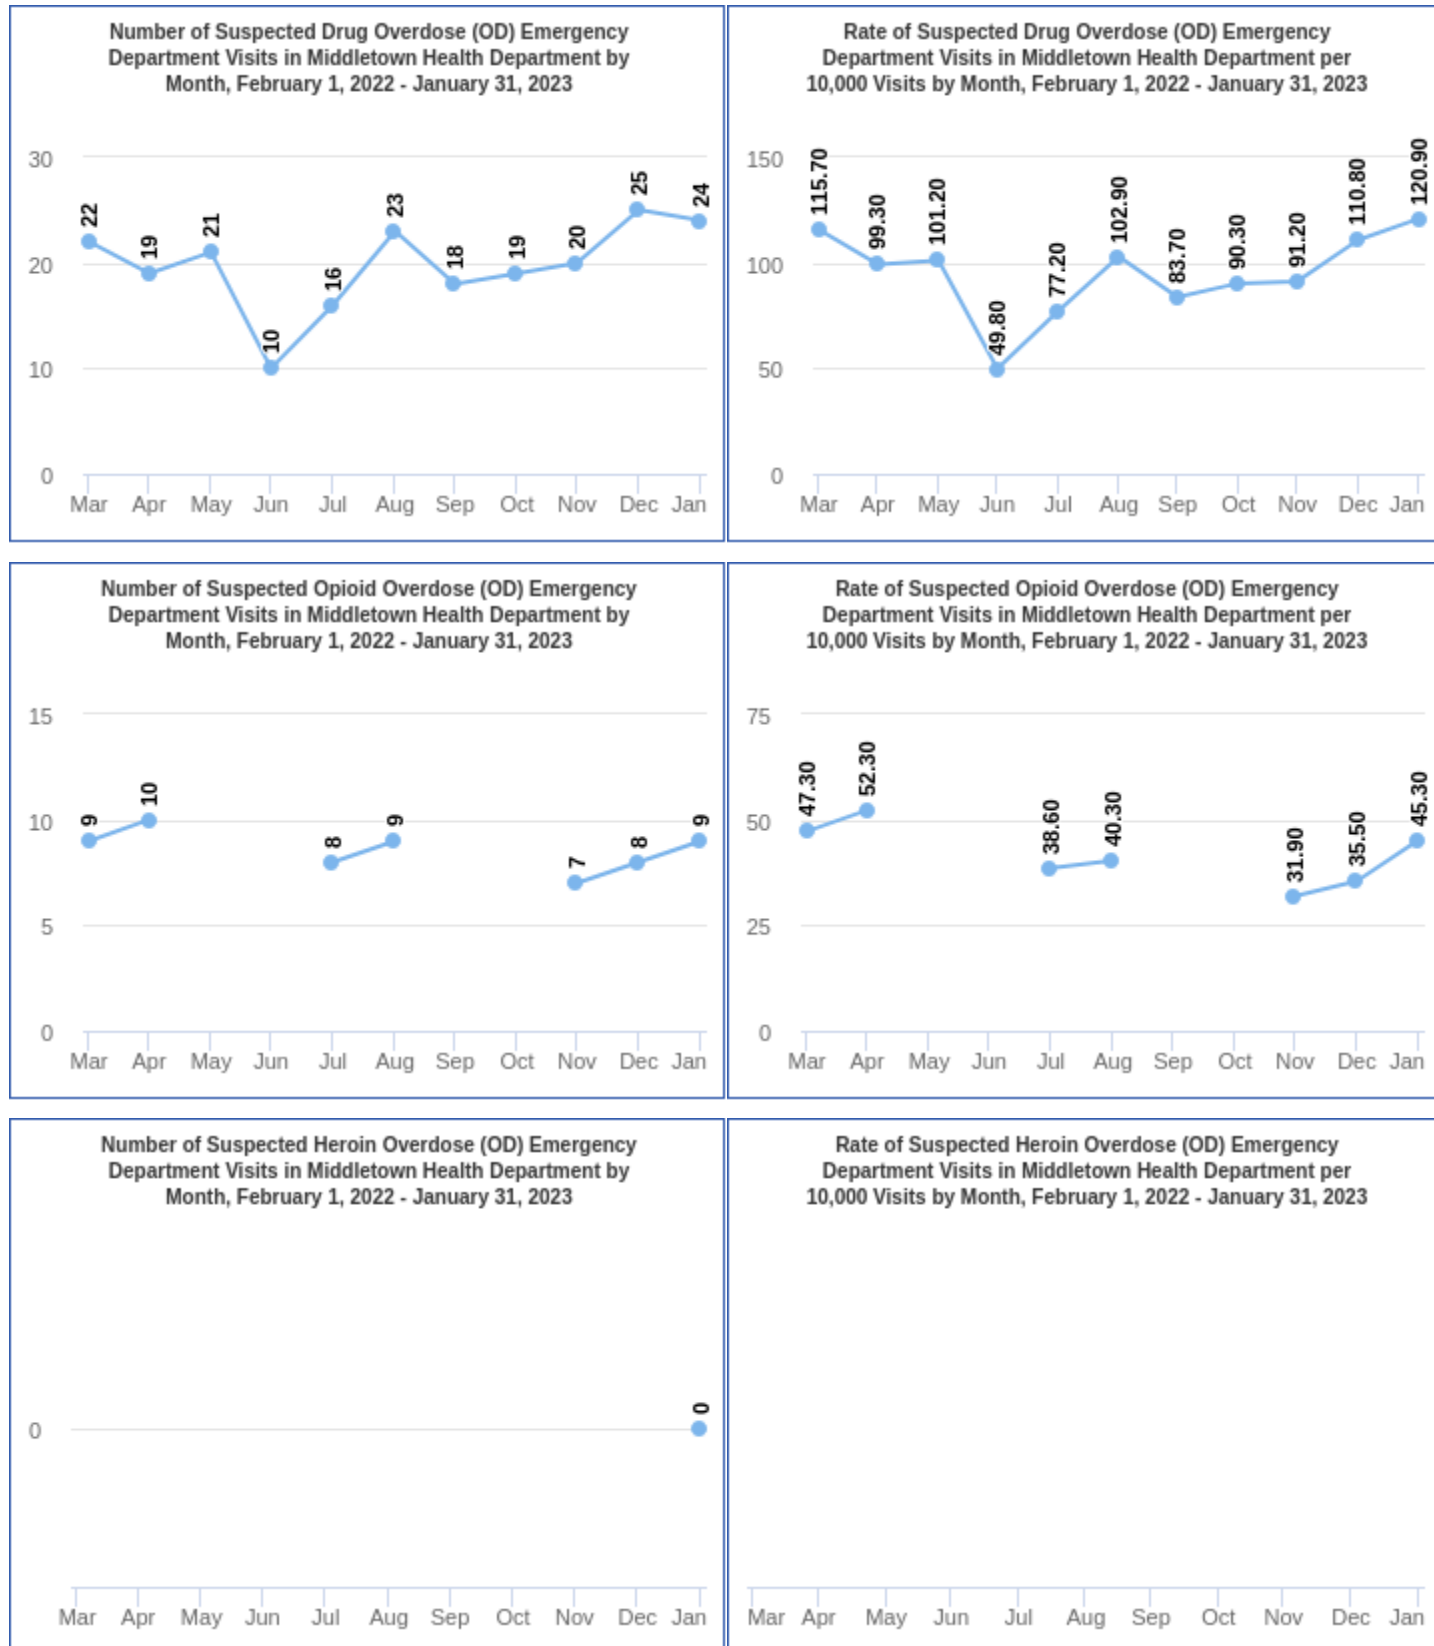 Number of Suspected Drug Overdose (OD) Emergency
Department Visits in Middletown Health Department by
Month, February 1, 2022 - January 31, 2023
30
20
10
0
22
19
21
10
16
23
18
19
20
25
24
Mar Apr May Jun Jul Aug Sep Oct Nov Dec Jan
Rate of Suspected Drug Overdose (OD) Emergency
Department Visits in Middletown Health Department per
10,000 Visits by Month, February 1, 2022 - January 31, 2023
150
100
50
0
115.70
99.30
101.20
49.80
77.20
102.90
83.70
90.30
91.20
110.80
120.90
Mar Apr May Jun Jul Aug Sep Oct Nov Dec Jan
Number of Suspected Opioid Overdose (OD) Emergency
Department Visits in Middletown Health Department by
Month, February 1, 2022 - January 31, 2023
15
10
5
0
9
10
8
9
7
8
9
Mar Apr May Jun Jul Aug Sep Oct Nov Dec Jan
Rate of Suspected Opioid Overdose (OD) Emergency
Department Visits in Middletown Health Department per
10,000 Visits by Month, February 1, 2022 - January 31, 2023
75
50
25
0
47.30
52.30
38.60
40.30
31.90
35.50
45.30
Mar Apr May Jun Jul Aug Sep Oct Nov Dec Jan
Number of Suspected Heroin Overdose (OD) Emergency
Department Visits in Middletown Health Department by
Month, February 1, 2022 - January 31, 2023
0
0
Mar Apr May Jun Jul Aug Sep Oct Nov Dec Jan
Rate of Suspected Heroin Overdose (OD) Emergency
Department Visits in Middletown Health Department per
10,000 Visits by Month, February 1, 2022 - January 31, 2023
Mar Apr May Jun Jul Aug Sep Oct Nov Dec Jan